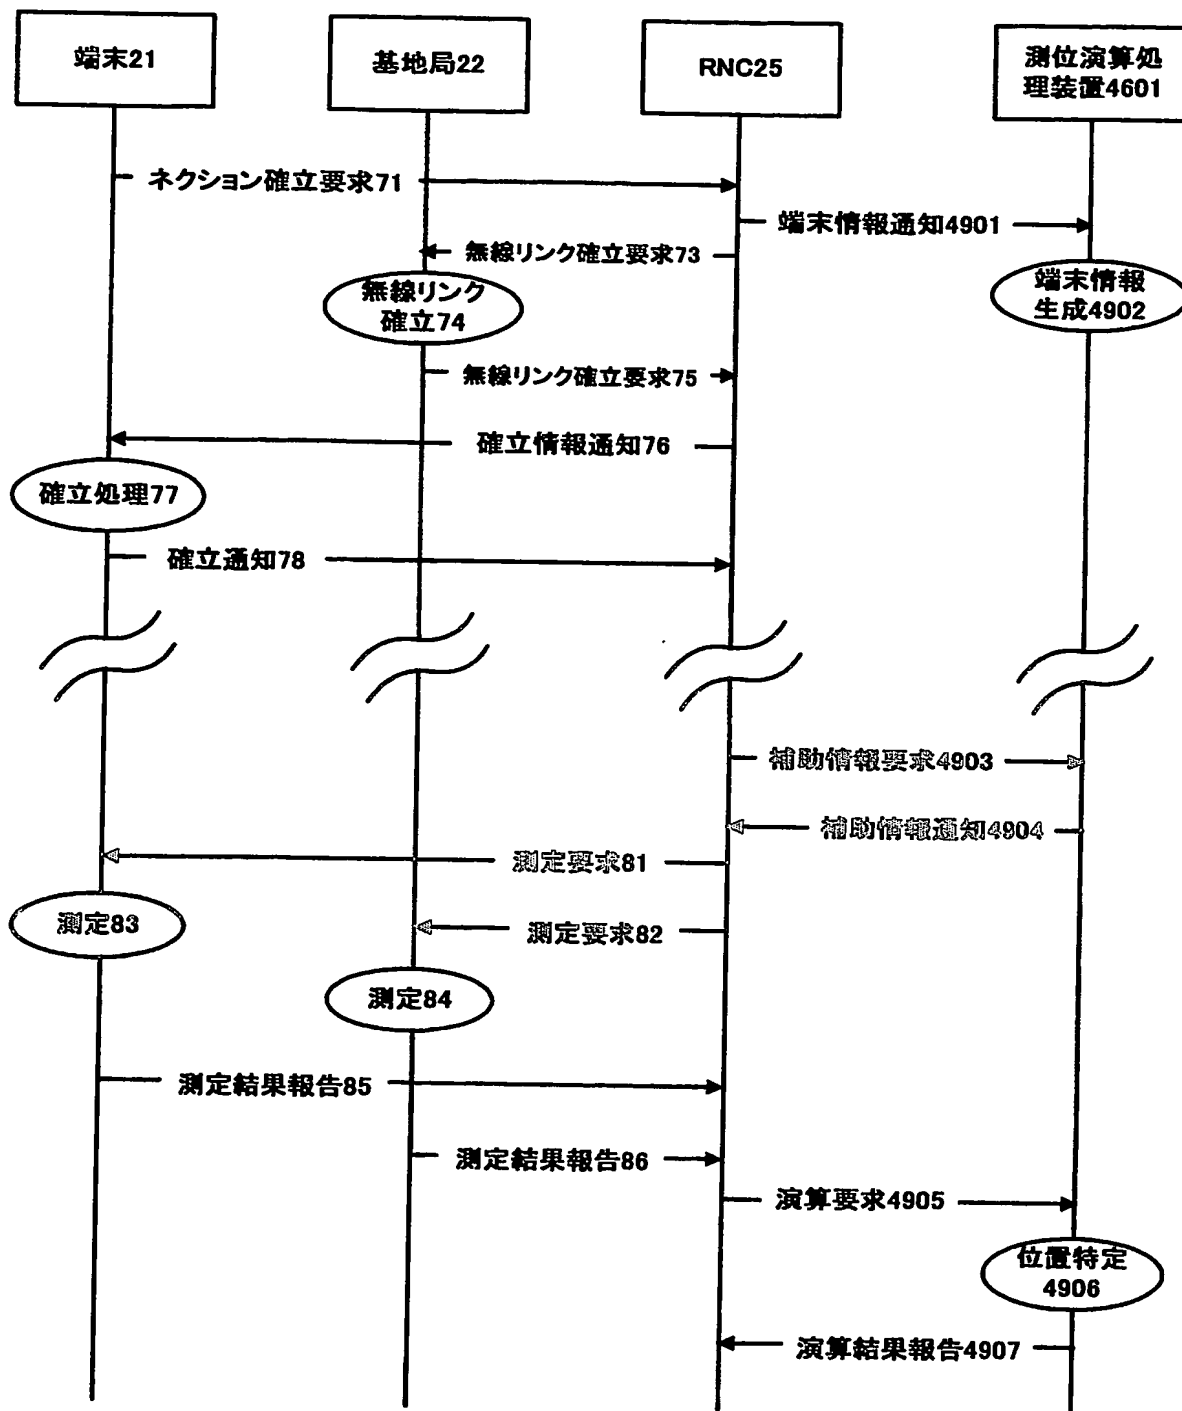 端末21
基地局22
RNC25
測位演算処
理装置4601
ネクション確立要求71
端末情報通知4901
無線リンク確立要求73
無線リンク
確立74
端末情報
生成4902
無線リンク確立要求75
確立情報通知76
確立処理77
確立通知78
補助情報要求4903
補助情報通知4904
測定要求81
測定83
測定要求82
測定84
測定結果報告85
測定結果報告86
演算要求4905
位置特定
4906
演算結果報告4907